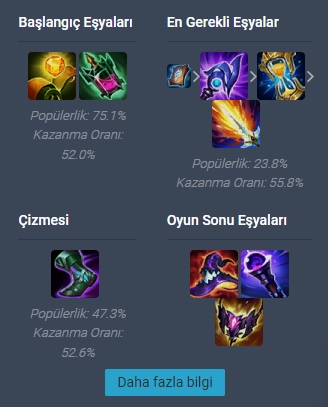 Başlangıç Eşyaları
Popülerlik: 75.1%
Kazanma Oranı:
52.0%
En Gerekli Eşyalar
Popülerlik: 23.8%
Kazanma Oranı: 55.8%
Çizmesi
Popülerlik: 47.3%
Kazanma Oranı:
52.6%
Oyun Sonu Eşyaları
Daha fazla bilgi